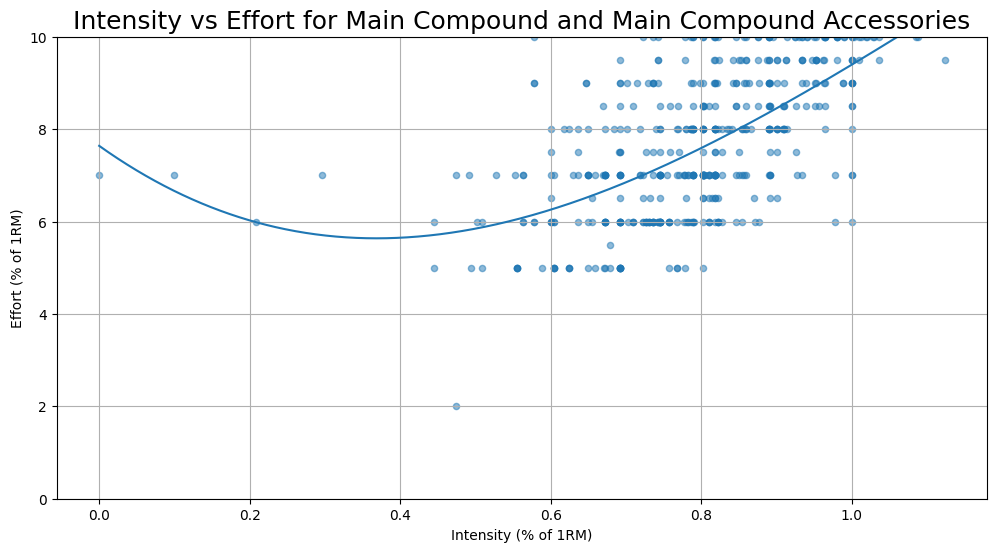 Intensity vs Effort for Main Compound and Main Compound Accessories
10
8
6
4
2
0
Effort (% of 1RM)
0.0 0.2 0.4 0.6 0.8 1.0
Intensity (% of 1RM)